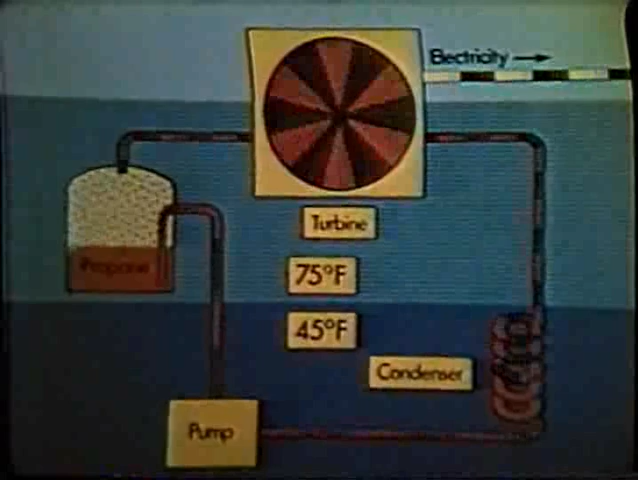 Electricity
Turbine
Propane
75°F
45°F
Condenser
Pump